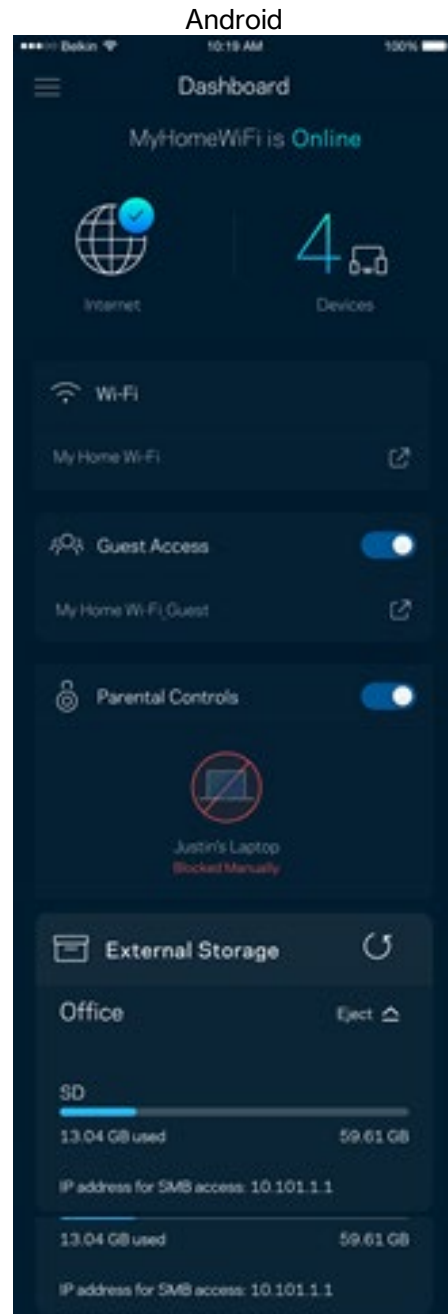 Android
Belkin 10:19 AM 100%
Dashboard
MyHomeWiFi is Online
4
Internet Devices
Wi-Fi
My Home Wi-Fi
Guest Access
My Home Wi-Fi_Guest
Parental Controls
Justin's Laptop
Blocked Manually
External Storage
Office Eject
SD
13.04 GB used 59.61 GB
IP address for SMB access: 10.101.1.1
13.04 GB used 59.61 GB
IP address for SMB access: 10.101.1.1